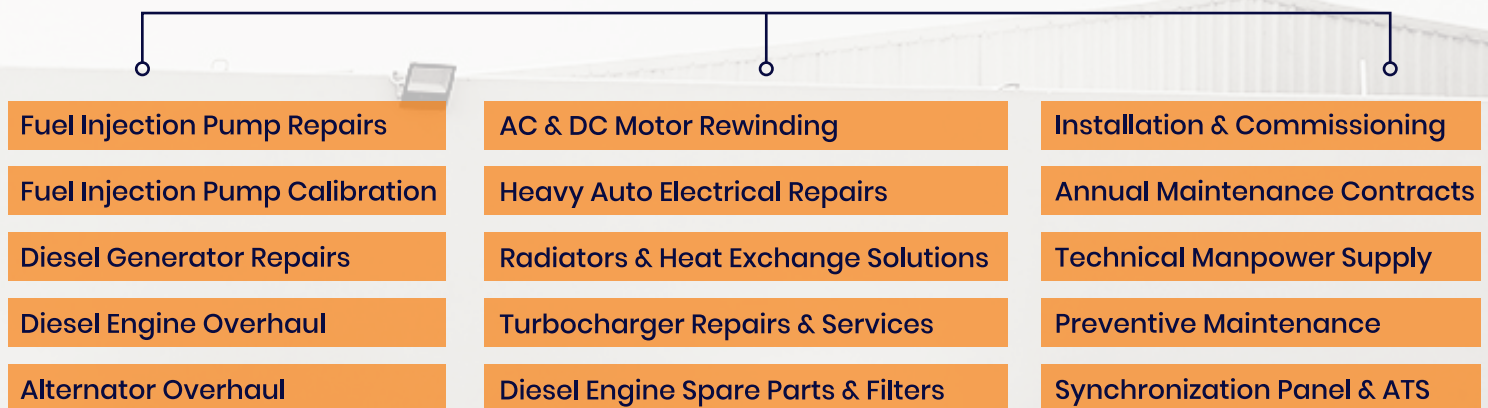 Fuel Injection Pump Repairs
Fuel Injection Pump Calibration
Diesel Generator Repairs
Diesel Engine Overhaul
Alternator Overhaul
AC & DC Motor Rewinding
Heavy Auto Electrical Repairs
Radiators & Heat Exchange Solutions
Turbocharger Repairs & Services
Diesel Engine Spare Parts & Filters
Installation & Commissioning
Annual Maintenance Contracts
Technical Manpower Supply
Preventive Maintenance
Synchronization Panel & ATS